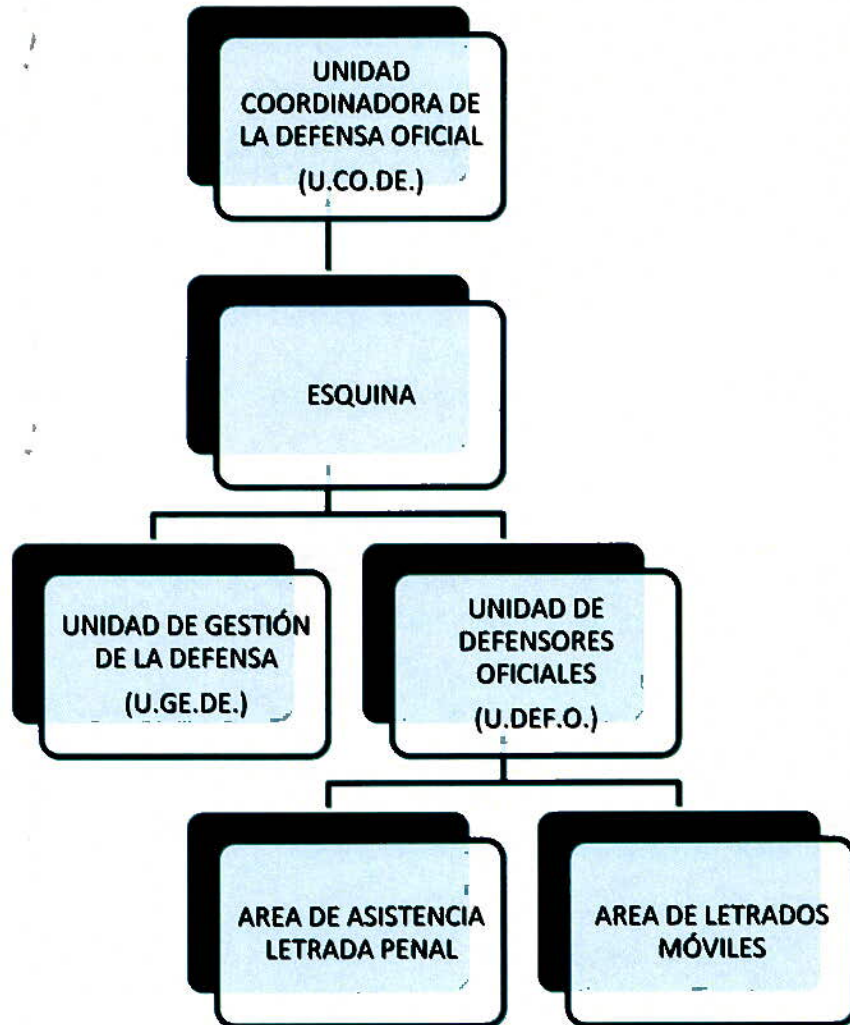 UNIDAD
COORDINADORA DE
LA DEFENSA OFICIAL
(U.CO.DE.)
ESQUINA
UNIDAD DE GESTIÓN
DE LA DEFENSA
(U.GE.DE.)
UNIDAD DE
DEFENSORES
OFICIALES
(U.DEF.O.)
AREA DE ASISTENCIA
LETRADA PENAL
AREA DE LETRADOS
MÓVILES